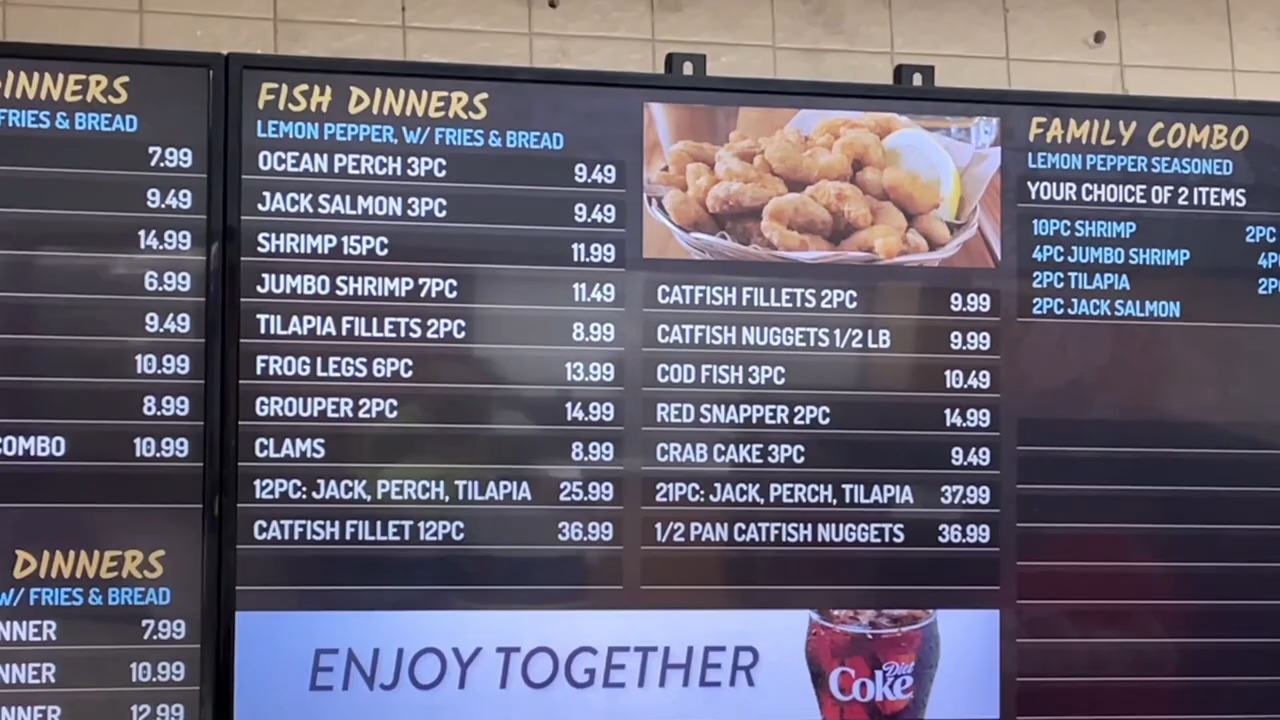 DINNERS
FRIES & BREAD
7.99
9.49
14.99
6.99
9.49
10.99
8.99
COMBO 10.99
DINNERS
W/ FRIES & BREAD
NNER 7.99
NNER 10.99
NNER 12.99
FISH DINNERS
LEMON PEPPER, W/ FRIES & BREAD
OCEAN PERCH 3PC 9.49
JACK SALMON 3PC 9.49
SHRIMP 15PC 11.99
JUMBO SHRIMP 7PC 11.49
TILAPIA FILLETS 2PC 8.99
FROG LEGS 6PC 13.99
GROUPER 2PC 14.99
CLAMS 8.99
12PC: JACK, PERCH, TILAPIA 25.99
CATFISH FILLET 12PC 36.99
CATFISH FILLETS 2PC 9.99
CATFISH NUGGETS 1/2 LB 9.99
COD FISH 3PC 10.49
RED SNAPPER 2PC 14.99
CRAB CAKE 3PC 9.49
21PC: JACK, PERCH, TILAPIA 37.99
1/2 PAN CATFISH NUGGETS 36.99
ENJOY TOGETHER
Diet
Coke
FAMILY COMBO
LEMON PEPPER SEASONED
YOUR CHOICE OF 2 ITEMS
10PC SHRIMP 2PC
4PC JUMBO SHRIMP 4P
2PC TILAPIA 2P
2PC JACK SALMON